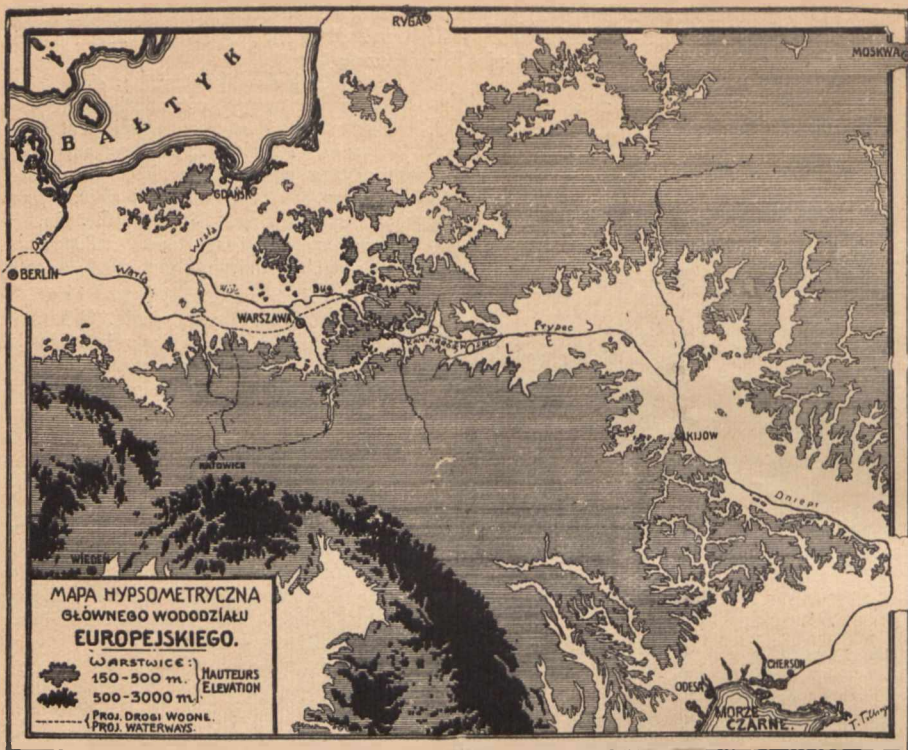 RYGA
MOSKWA
BAŁTYK
GDAŃSK
Odra
Wisła
BERLIN
Warta
Bug
WARSZAWA
Prypeć
KIJOW
KATOWICE
Dniepr
WIEDEŃ
MAPA HYPSOMETRYCZNA
GŁÓWNEGO WODODZIAŁU
EUROPEJSKIEGO.
WARSTWICE:
150-500 m.
500-3000 m.
HAUTEURS
ELEVATION
PROJ. DROGI WODNE.
PROJ. WATERWAYS.
CHERSON
ODESA
MORZE
CZARNE.